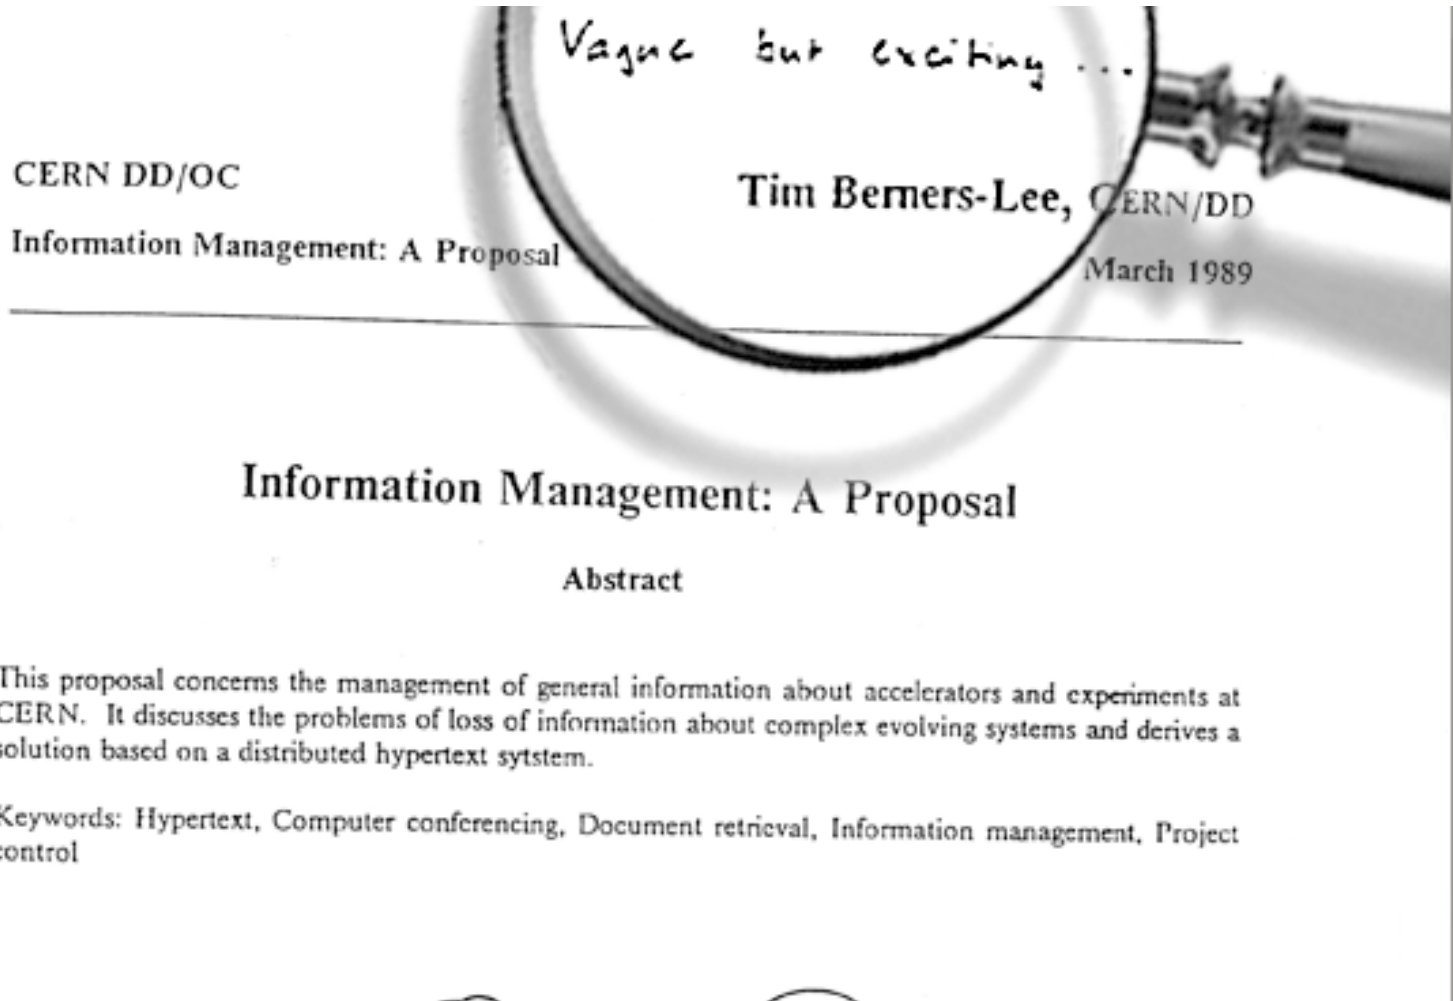 Vague but exciting ...
CERN DD/OC
Tim Berners-Lee, CERN/DD
Information Management: A Proposal
March 1989
Information Management: A Proposal
Abstract
This proposal concerns the management of general information about accelerators and experiments at
CERN. It discusses the problems of loss of information about complex evolving systems and derives a
solution based on a distributed hypertext sytstem.
Keywords: Hypertext, Computer conferencing, Document retrieval, Information management, Project
control